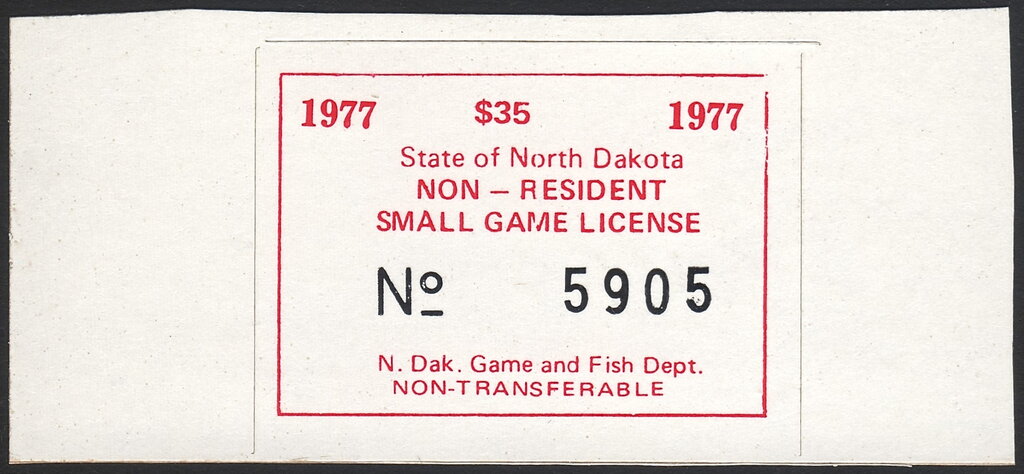 1977 $35 1977
State of North Dakota
NON – RESIDENT
SMALL GAME LICENSE
Nº 5905
N. Dak. Game and Fish Dept.
NON-TRANSFERABLE